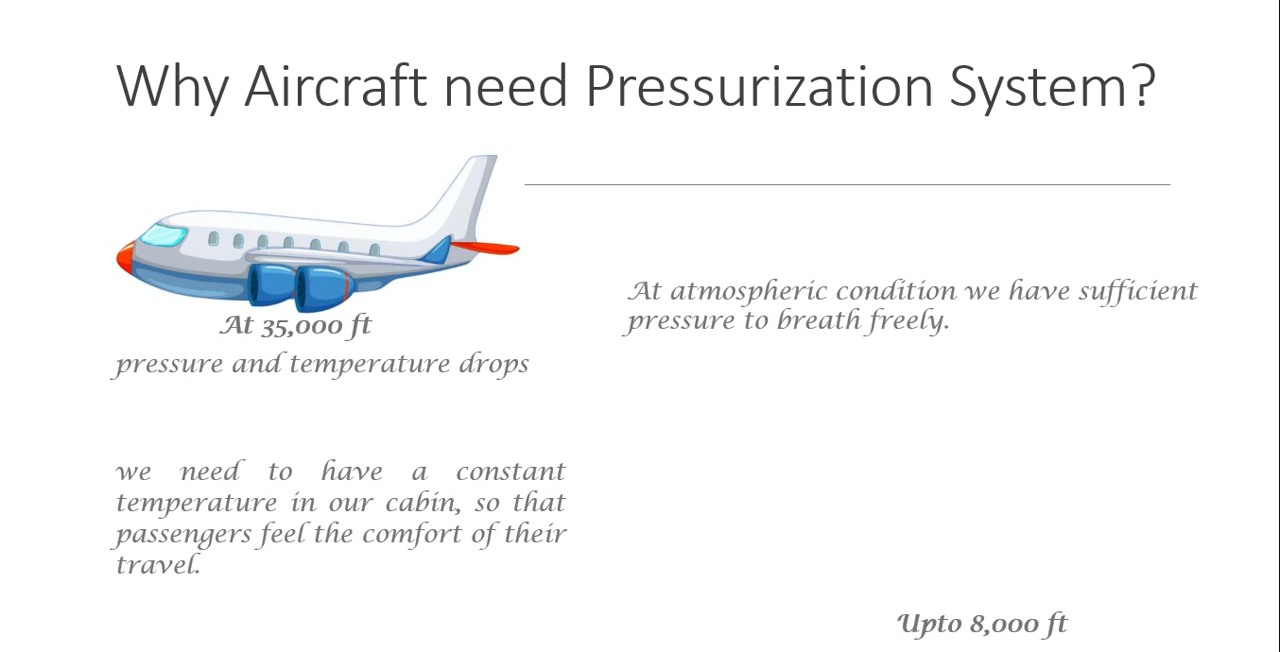 Why Aircraft need Pressurization System?
At 35,000 ft
pressure and temperature drops
we need to have a constant
temperature in our cabin, so that
passengers feel the comfort of their
travel.
At atmospheric condition we have sufficient
pressure to breath freely.
Upto 8,000 ft